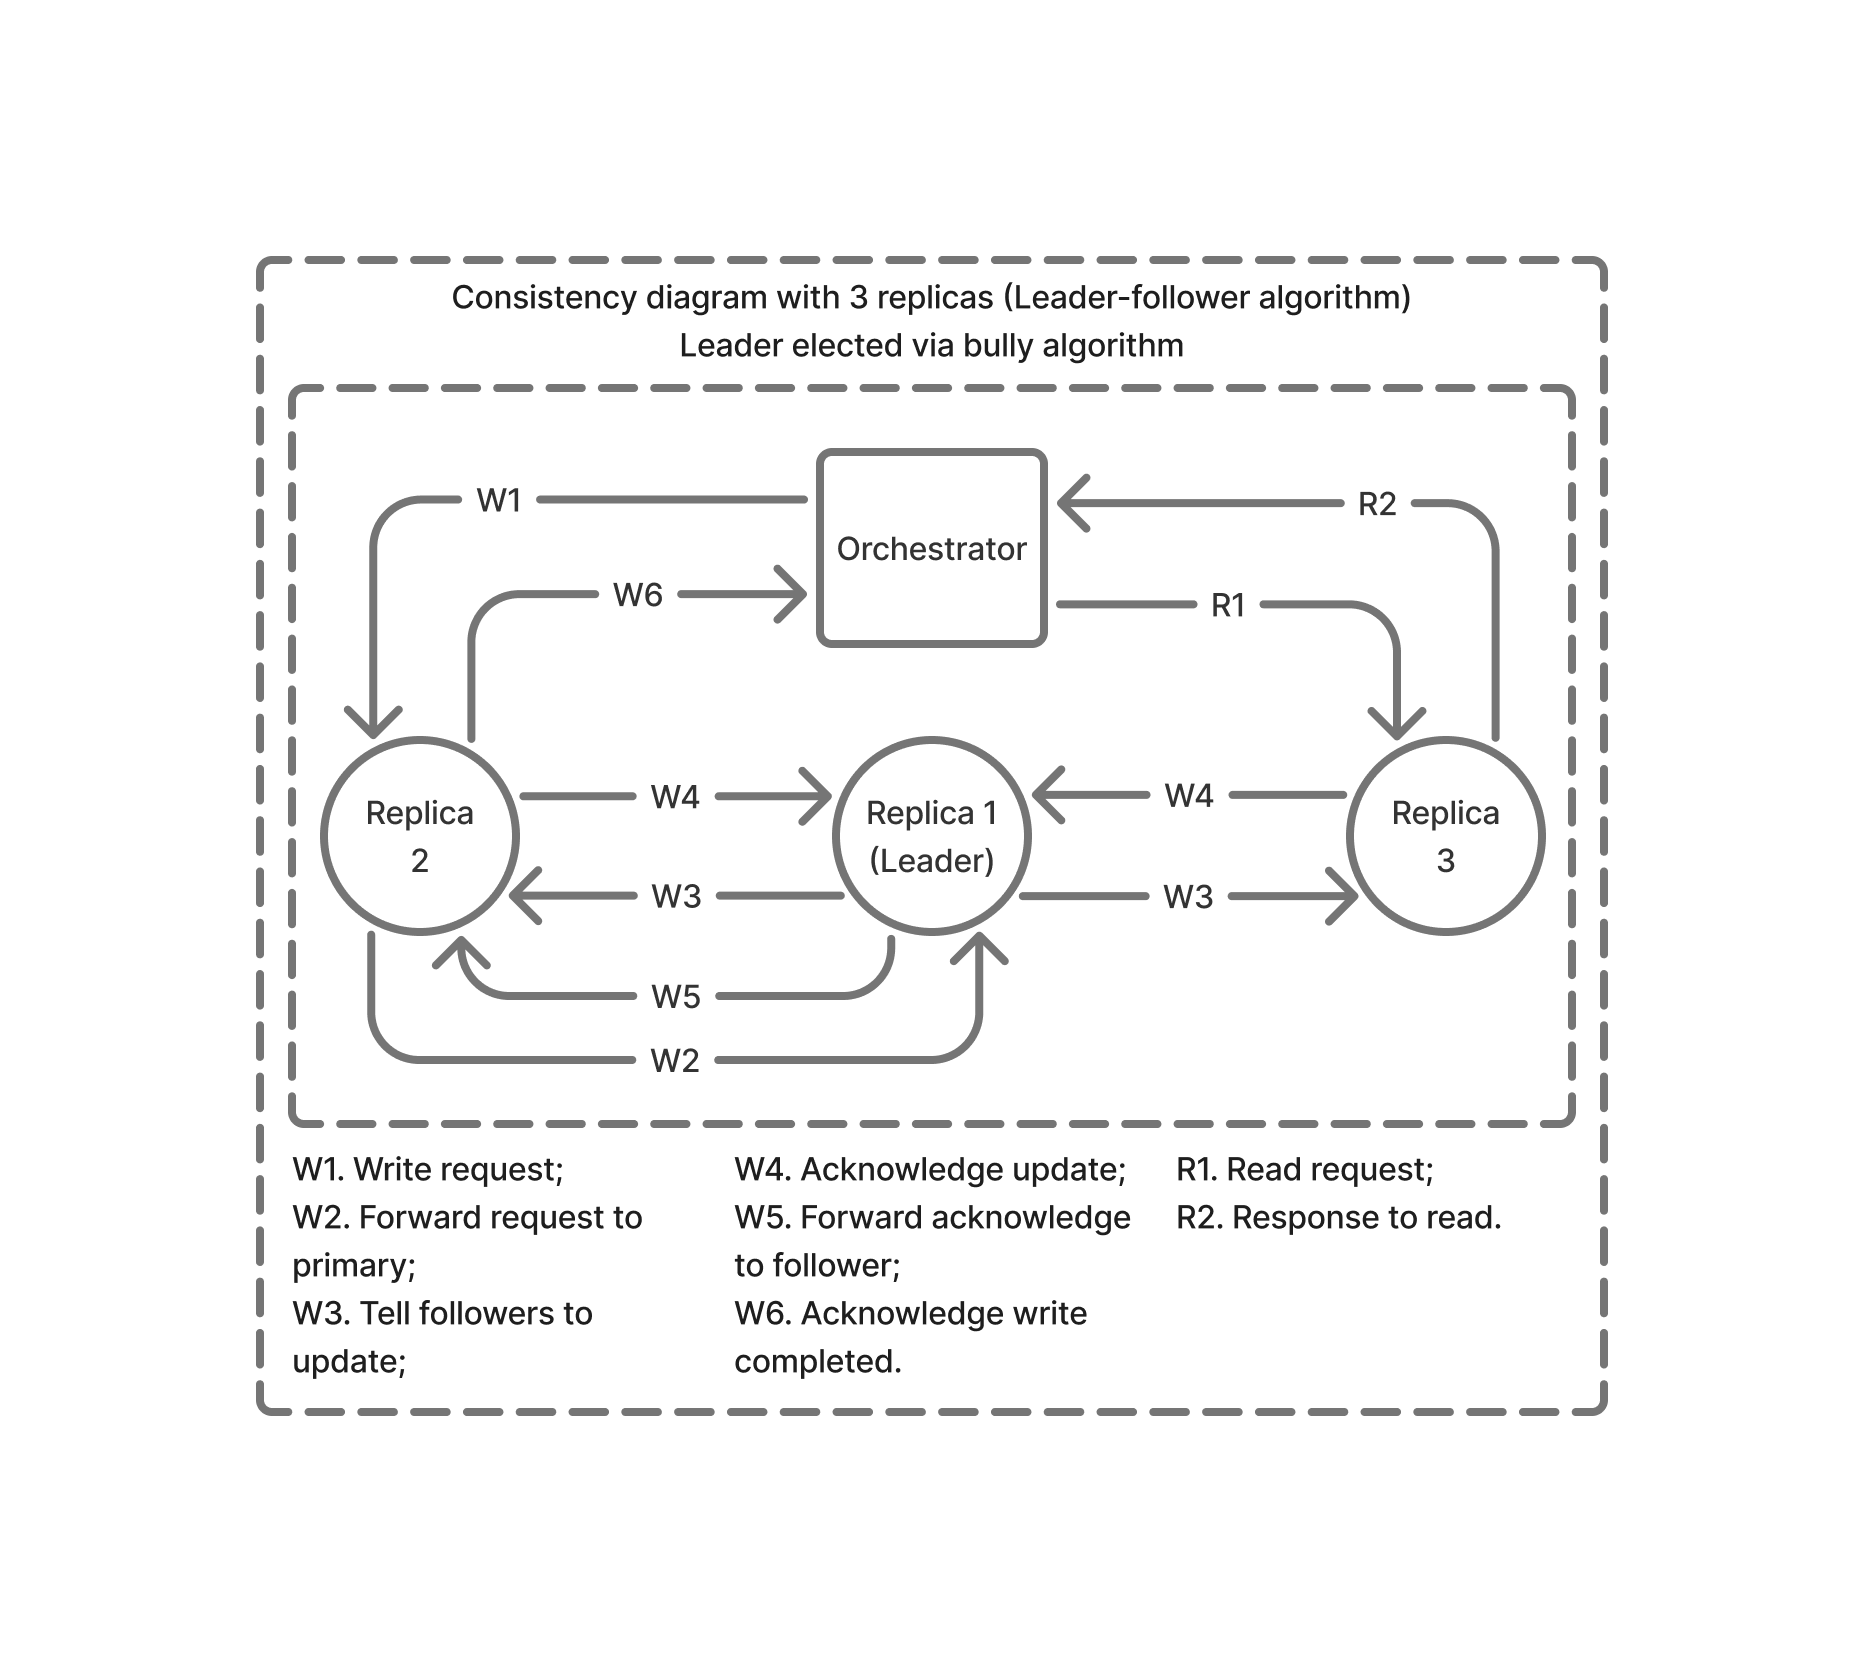 Consistency diagram with 3 replicas (Leader-follower algorithm)
Leader elected via bully algorithm
W1
R2
Orchestrator
W6
R1
Replica
2
W4
Replica 1
(Leader)
W4
Replica
3
W3
W3
W5
W2
W1. Write request;
W2. Forward request to
primary;
W3. Tell followers to
update;
W4. Acknowledge update;
W5. Forward acknowledge
to follower;
W6. Acknowledge write
completed.
R1. Read request;
R2. Response to read.